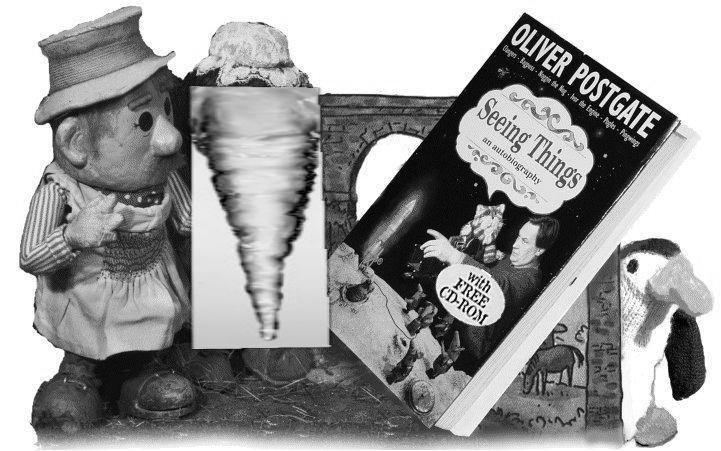 OLIVER POSTGATE
Clangers - Bagpuss - Noggin the Nog - Ivor the Engine - Pogles - Pingwings
Seeing Things
an autobiography
with
FREE
CD-ROM